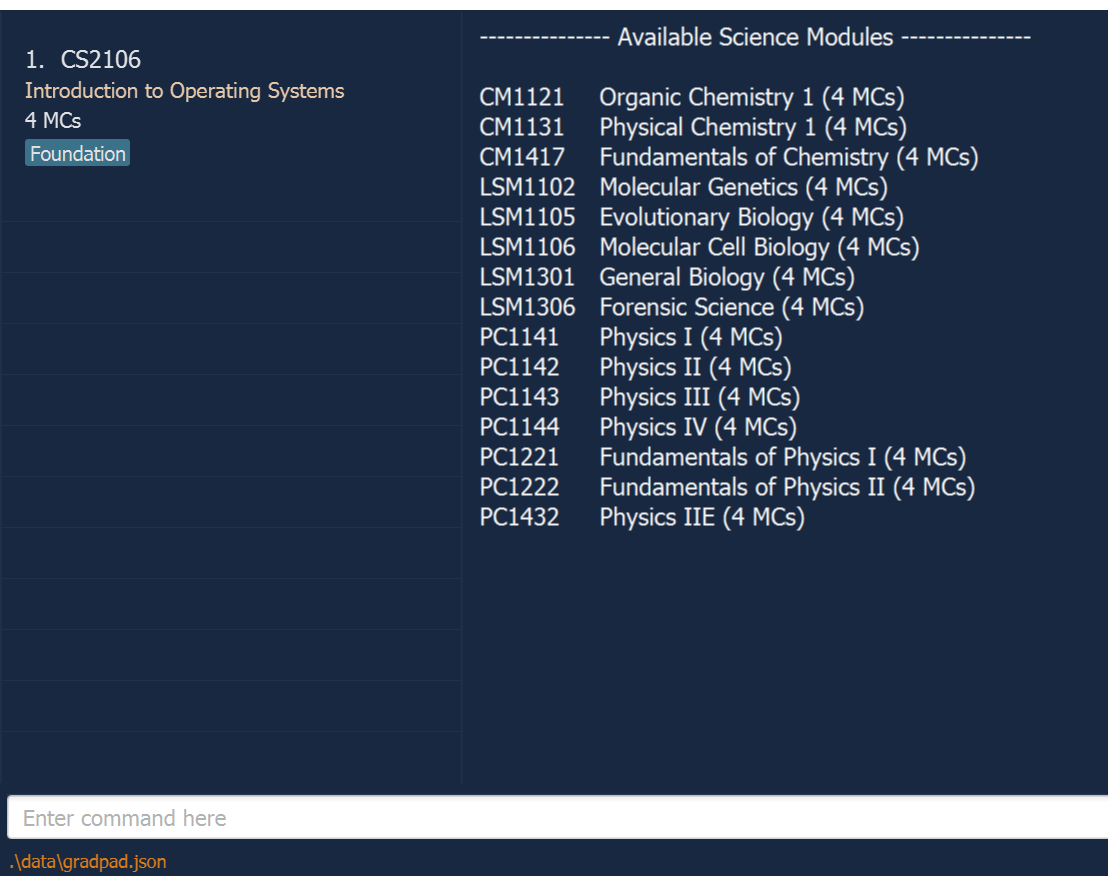 1. CS2106
Introduction to Operating Systems
4 MCs
Foundation
--------------- Available Science Modules ---------------
CM1121 Organic Chemistry 1 (4 MCs)
CM1131 Physical Chemistry 1 (4 MCs)
CM1417 Fundamentals of Chemistry (4 MCs)
LSM1102 Molecular Genetics (4 MCs)
LSM1105 Evolutionary Biology (4 MCs)
LSM1106 Molecular Cell Biology (4 MCs)
LSM1301 General Biology (4 MCs)
LSM1306 Forensic Science (4 MCs)
PC1141 Physics I (4 MCs)
PC1142 Physics II (4 MCs)
PC1143 Physics III (4 MCs)
PC1144 Physics IV (4 MCs)
PC1221 Fundamentals of Physics I (4 MCs)
PC1222 Fundamentals of Physics II (4 MCs)
PC1432 Physics IIE (4 MCs)
Enter command here
.\data\gradpad.json